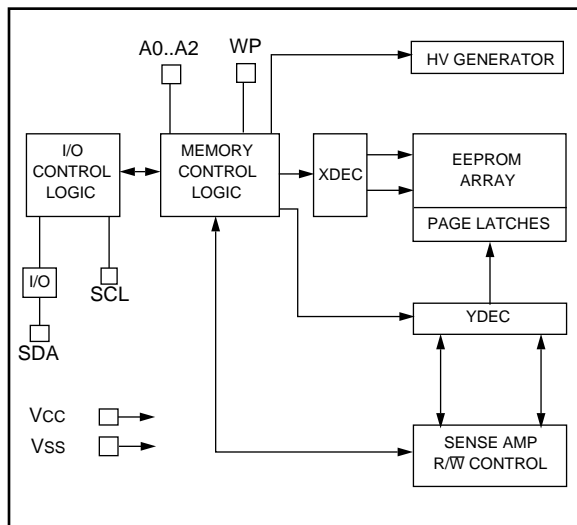 A0..A2
WP
HV GENERATOR
I/O
CONTROL
LOGIC
MEMORY
CONTROL
LOGIC
XDEC
EEPROM
ARRAY
PAGE LATCHES
I/O
SCL
SDA
YDEC
VCC
VSS
SENSE AMP
R/W̅ CONTROL